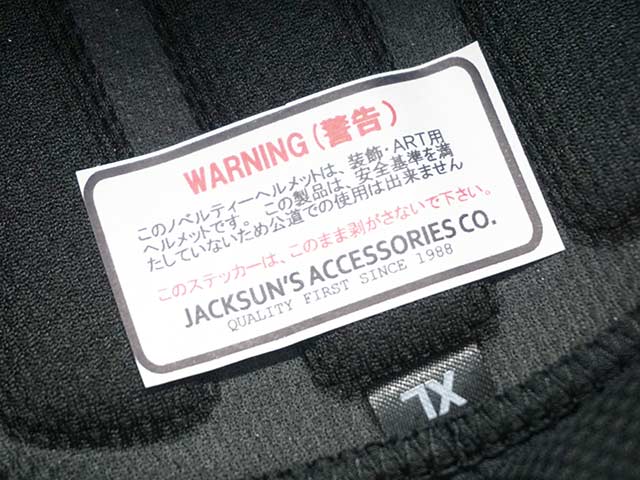 WARNING(警告)
このノベルティーヘルメットは、装飾・ART用
ヘルメットです。この製品は、安全基準を満
たしていないため公道での使用は出来ません
このステッカーは、このまま剥がさないで下さい。
JACKSUN'S ACCESSORIES CO.
QUALITY FIRST SINCE 1988
XL